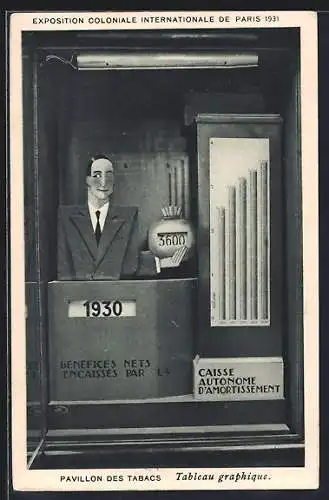 EXPOSITION COLONIALE INTERNATIONALE DE PARIS 1931
3600
1930
BÉNÉFICES NETS
ENCAISSÉS PAR LA
CAISSE
AUTONOME
D'AMORTISSEMENT
PAVILLON DES TABACS Tableau graphique.